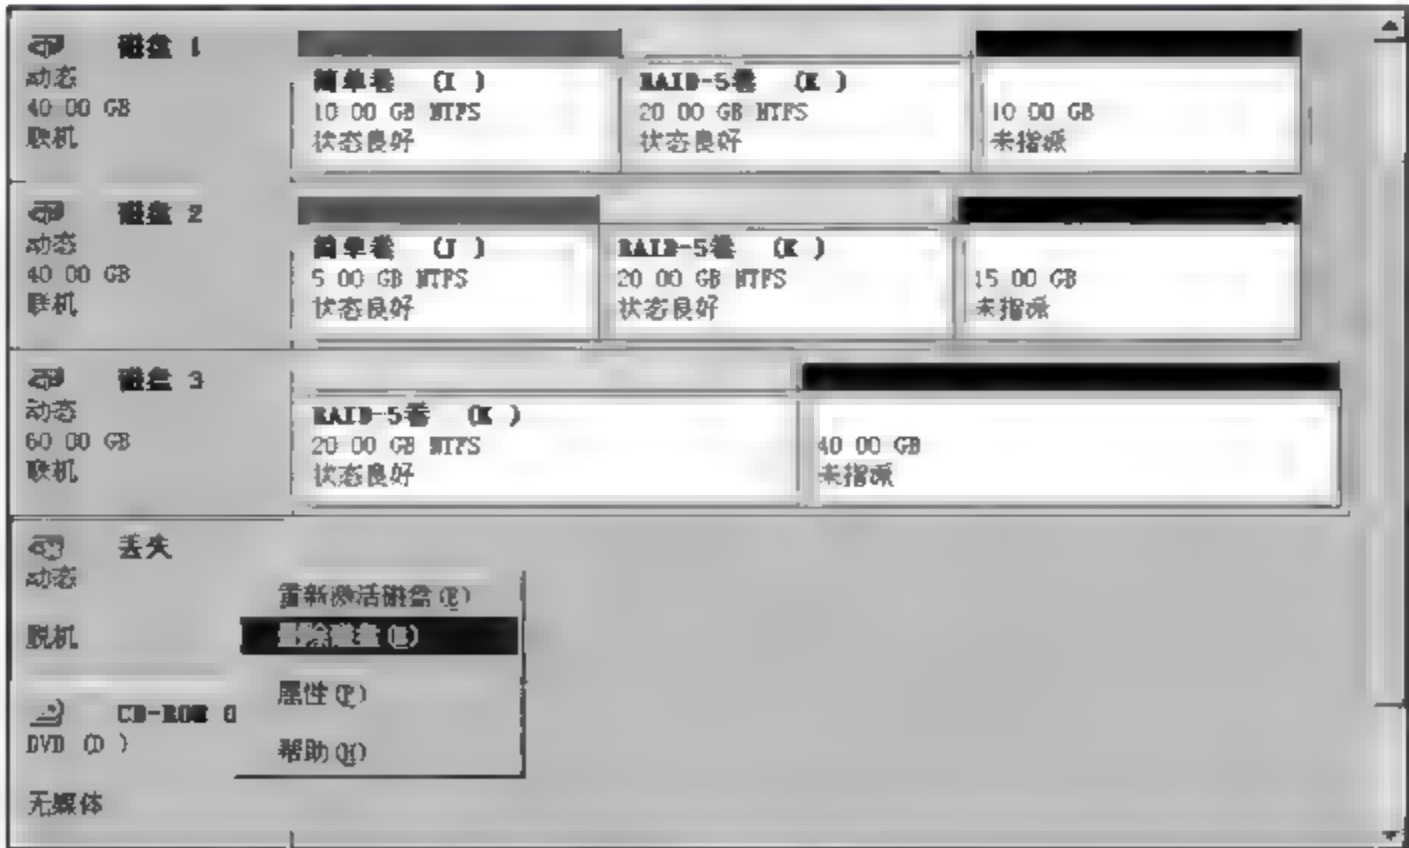 磁盘 1
动态
40 00 GB
联机
简单卷 (I )
10 00 GB NTFS
状态良好
RAID-5卷 (K )
20 00 GB NTFS
状态良好
10 00 GB
未指派
磁盘 2
动态
40 00 GB
联机
简单卷 (J )
5 00 GB NTFS
状态良好
RAID-5卷 (K )
20 00 GB NTFS
状态良好
15 00 GB
未指派
磁盘 3
动态
60 00 GB
联机
RAID-5卷 (K )
20 00 GB NTFS
状态良好
40 00 GB
未指派
丢失
动态
脱机
重新激活磁盘(R)
删除磁盘(E)
属性(P)
帮助(H)
CD-ROM 0
DVD (D )
无媒体